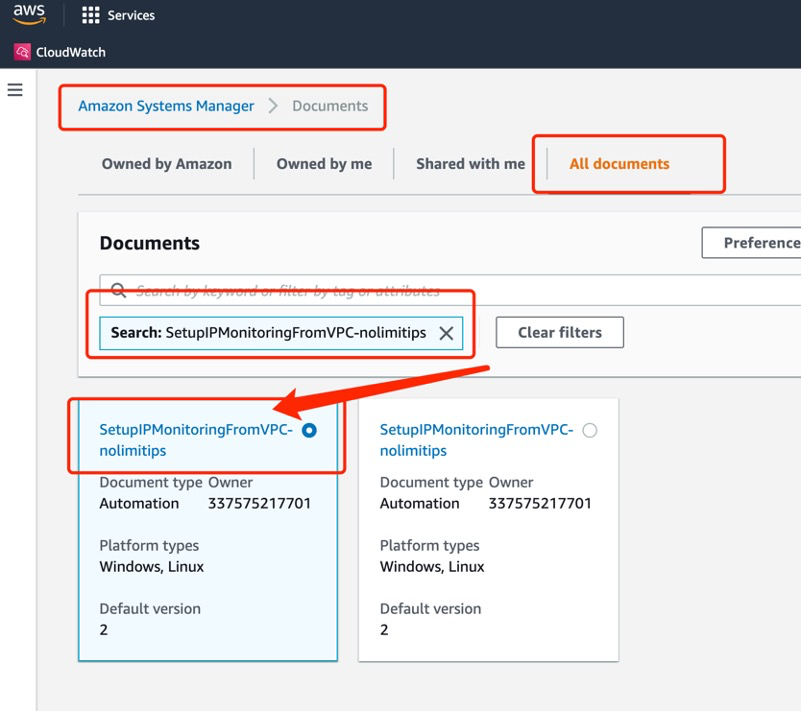 aws
Services
CloudWatch
Amazon Systems Manager > Documents
Owned by Amazon
Owned by me
Shared with me
All documents
Documents
Preference
Search by keyword or filter by tag or attributes
Search: SetupIPMonitoringFromVPC-nolimitips
Clear filters
SetupIPMonitoringFromVPC-
nolimitips
Document type Owner
Automation 337575217701
Platform types
Windows, Linux
Default version
2
SetupIPMonitoringFromVPC-
nolimitips
Document type Owner
Automation 337575217701
Platform types
Windows, Linux
Default version
2